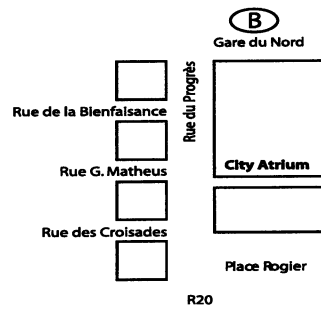 B
Gare du Nord
Rue du Progrès
Rue de la Bienfaisance
City Atrium
Rue G. Matheus
Rue des Croisades
Place Rogier
R20